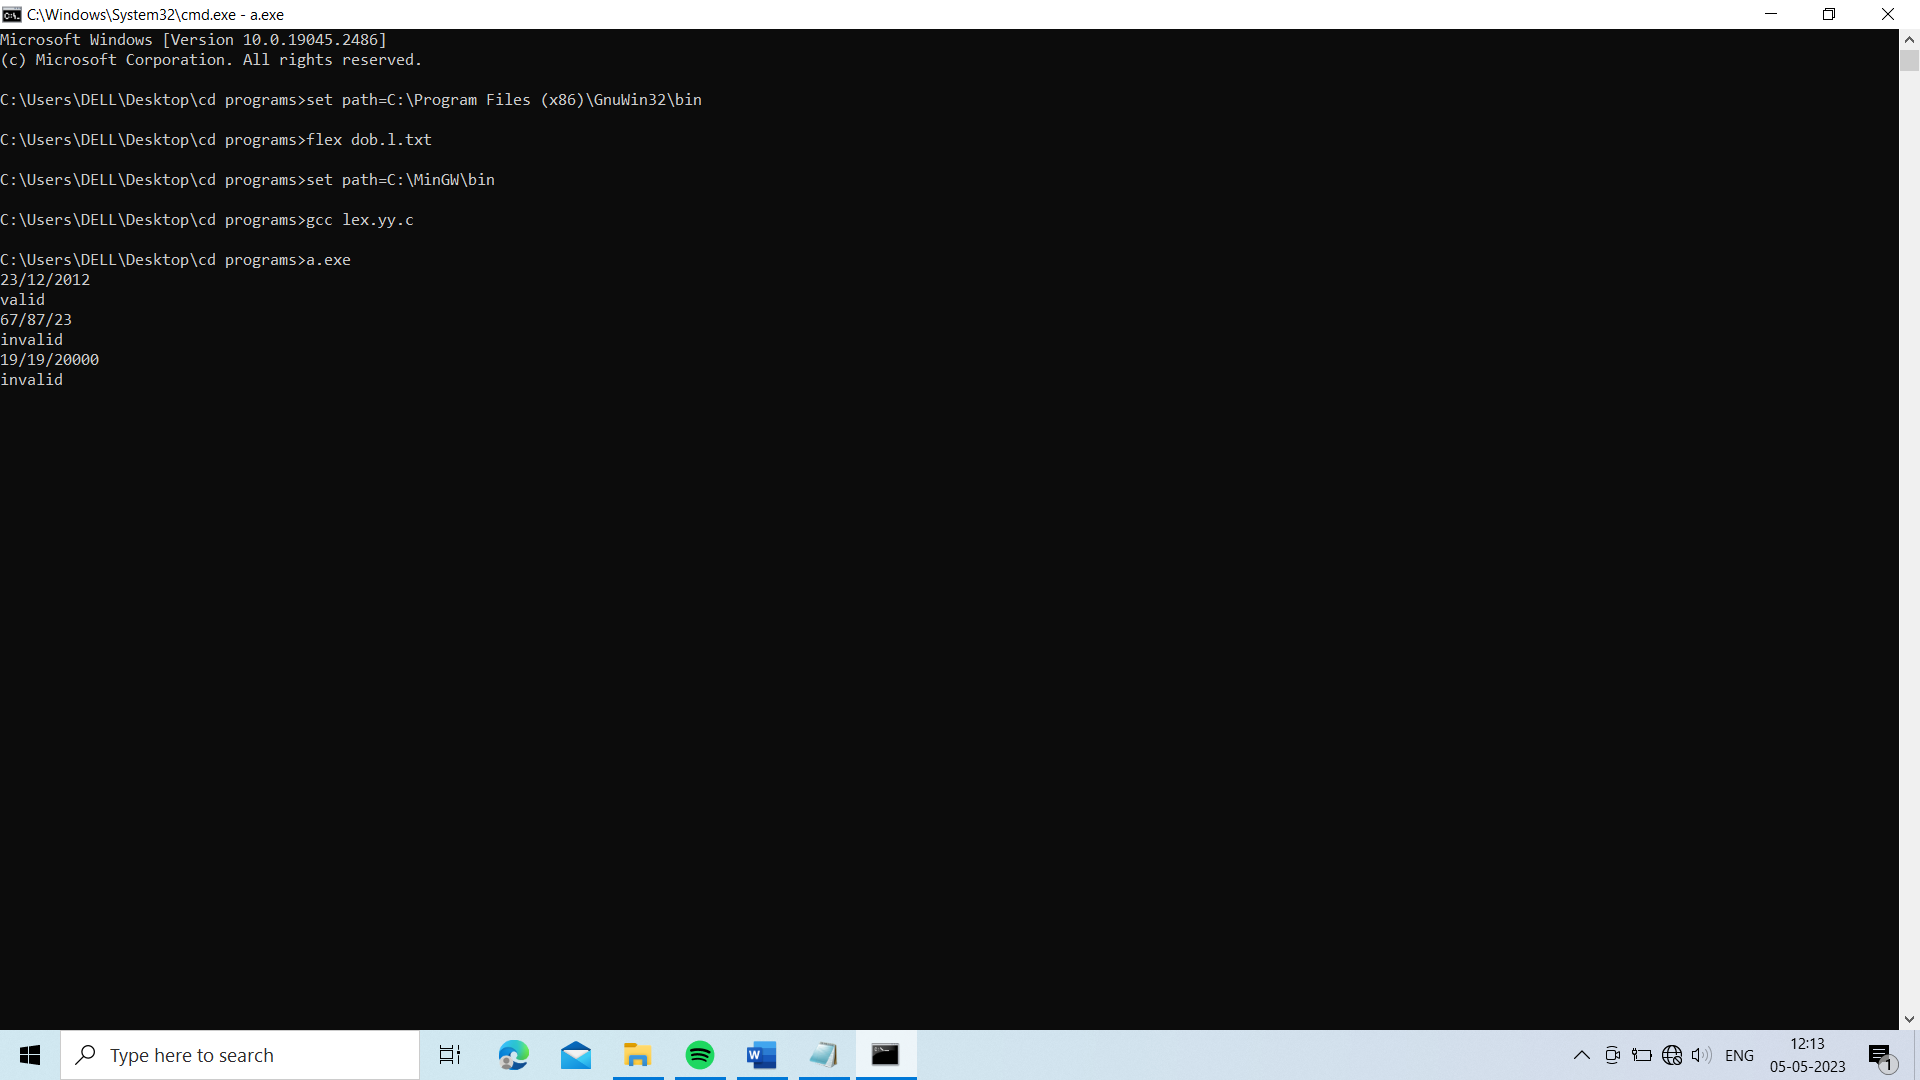 C:\Windows\System32\cmd.exe - a.exe
Microsoft Windows [Version 10.0.19045.2486]
(c) Microsoft Corporation. All rights reserved.
C:\Users\DELL\Desktop\cd programs>set path=C:\Program Files (x86)\GnuWin32\bin
C:\Users\DELL\Desktop\cd programs>flex dob.l.txt
C:\Users\DELL\Desktop\cd programs>set path=C:\MinGW\bin
C:\Users\DELL\Desktop\cd programs>gcc lex.yy.c
C:\Users\DELL\Desktop\cd programs>a.exe
23/12/2012
valid
67/87/23
invalid
19/19/20000
invalid
Type here to search
ENG
12:13
05-05-2023
1